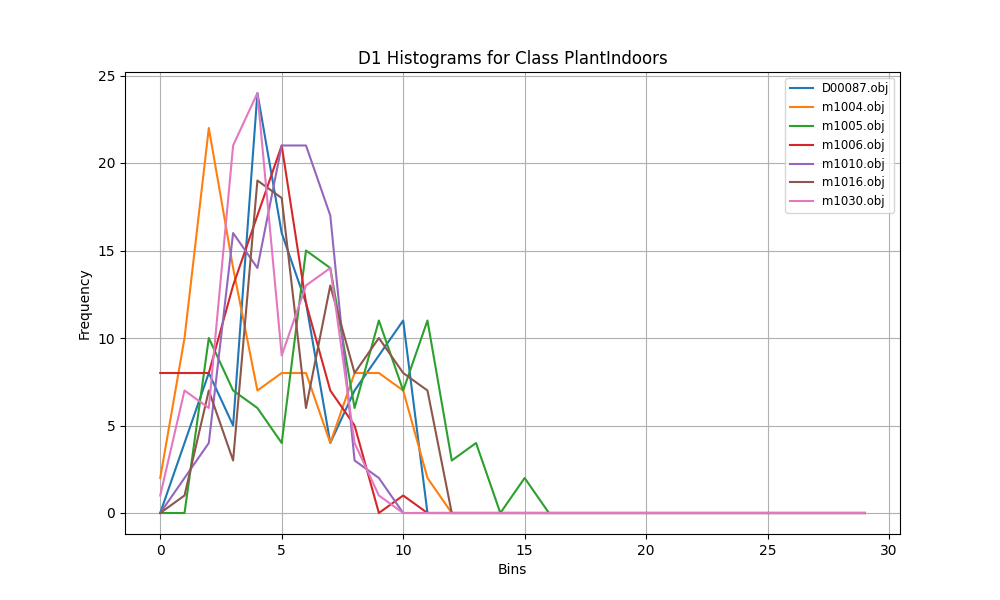 D1 Histograms for Class PlantIndoors
D00087.obj
m1004.obj
m1005.obj
m1006.obj
m1010.obj
m1016.obj
m1030.obj
Frequency
25
20
15
10
5
0
0 5 10 15 20 25 30
Bins